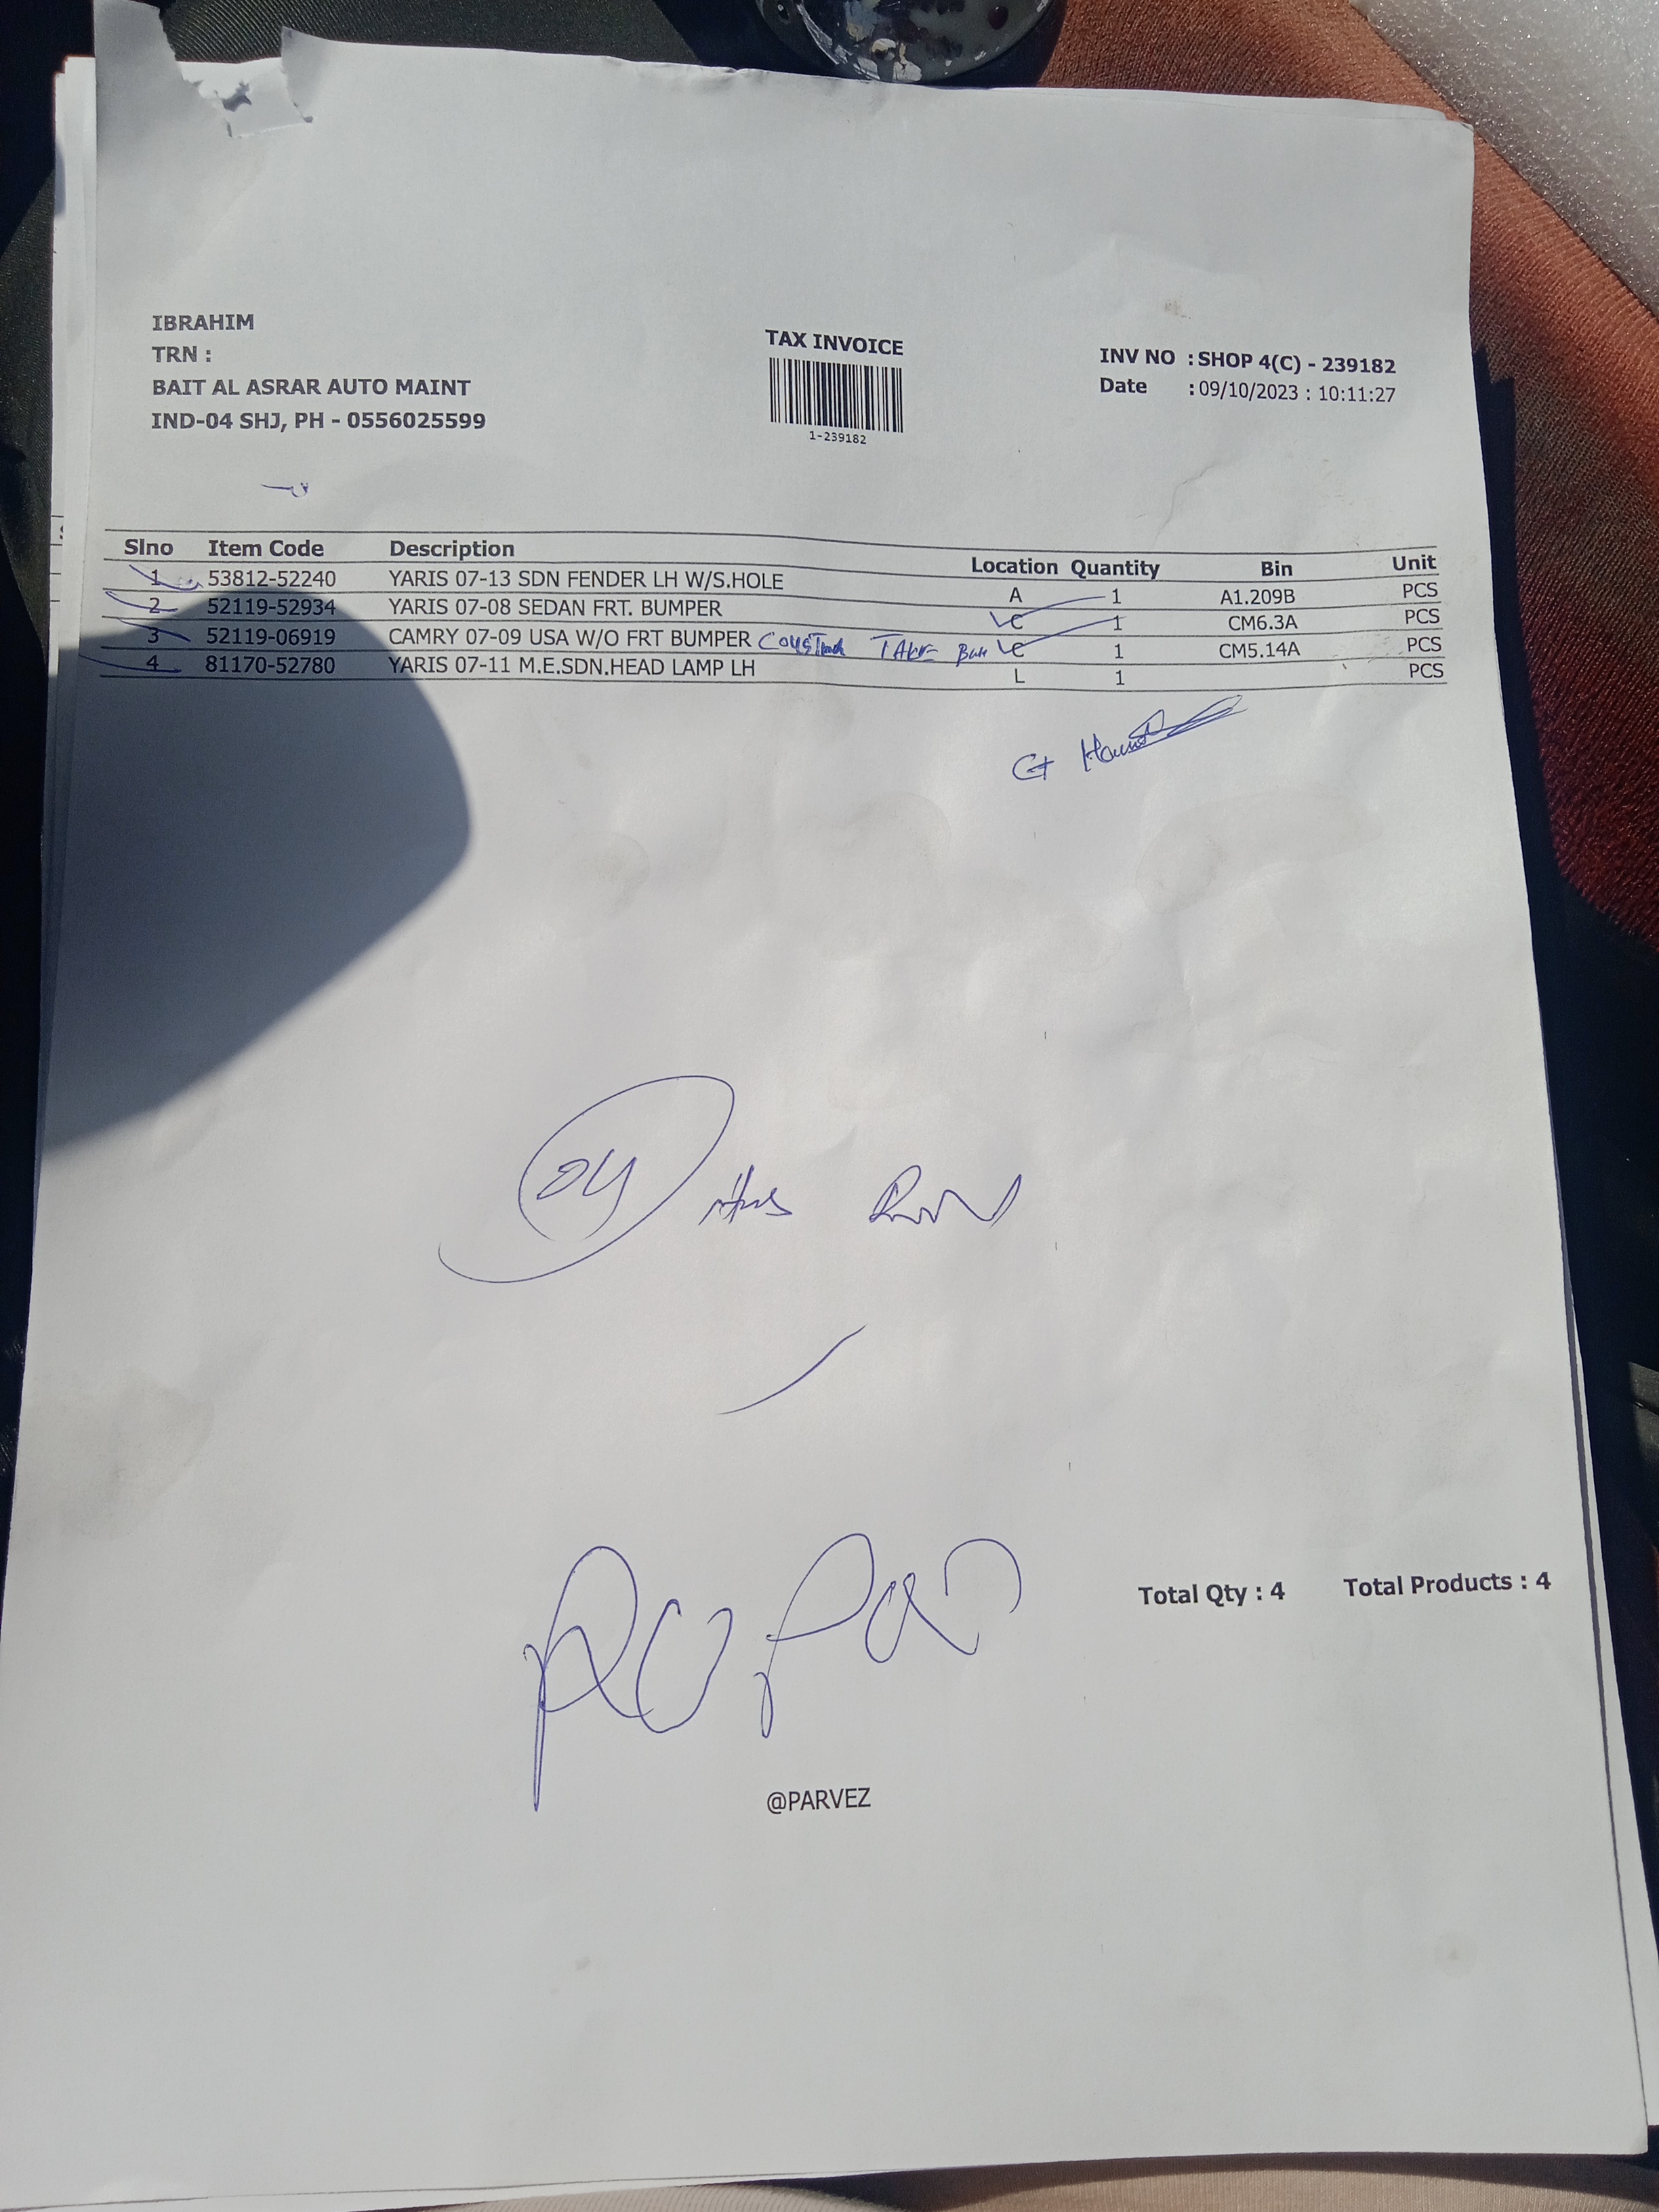 IBRAHIM
TRN :
BAIT AL ASRAR AUTO MAINT
IND-04 SHJ, PH - 0556025599
TAX INVOICE
1-239182
INV NO : SHOP 4(C) - 239182
Date : 09/10/2023 : 10:11:27
Slno Item Code Description Location Quantity Bin Unit
1 53812-52240 YARIS 07-13 SDN FENDER LH W/S.HOLE A 1 A1.209B PCS
2 52119-52934 YARIS 07-08 SEDAN FRT. BUMPER C 1 CM6.3A PCS
3 52119-06919 CAMRY 07-09 USA W/O FRT BUMPER TAKE C 1 CM5.14A PCS
4 81170-52780 YARIS 07-11 M.E.SDN.HEAD LAMP LH L 1 PCS
04
Total Qty : 4 Total Products : 4
@PARVEZ